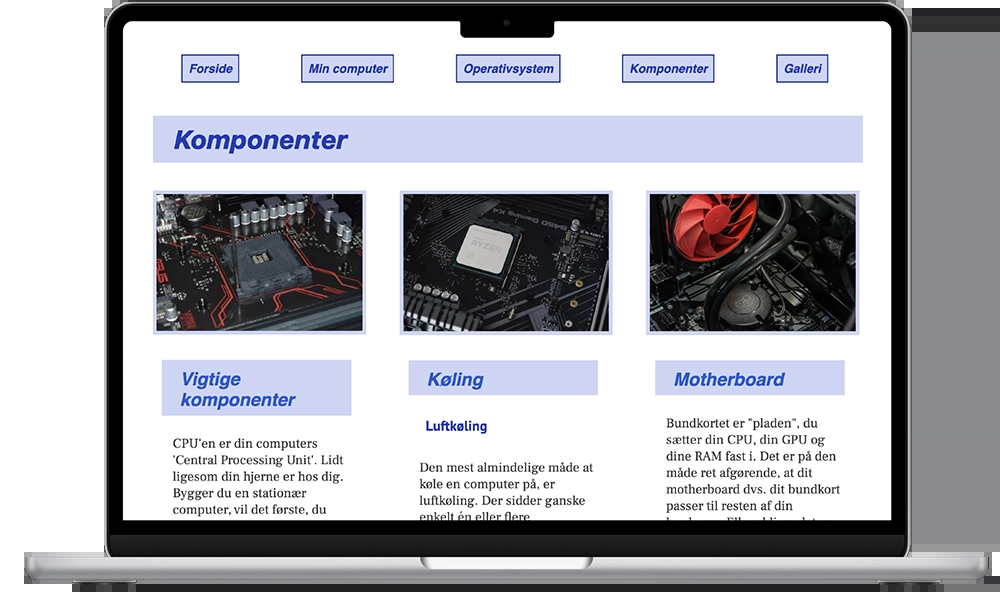 Forside
Min computer
Operativsystem
Komponenter
Galleri
Komponenter
B450 Gaming K4
RYZEN
Vigtige
komponenter
CPU'en er din computers
'Central Processing Unit'. Lidt
ligesom din hjerne er hos dig.
Bygger du en stationær
computer, vil det første, du
Køling
Luftkøling
Den mest almindelige måde at
køle en computer på, er
luftkøling. Der sidder ganske
enkelt én eller flere
Motherboard
Bundkortet er "pladen", du
sætter din CPU, din GPU og
dine RAM fast i. Det er på den
måde ret afgørende, at dit
motherboard dvs. dit bundkort
passer til resten af din